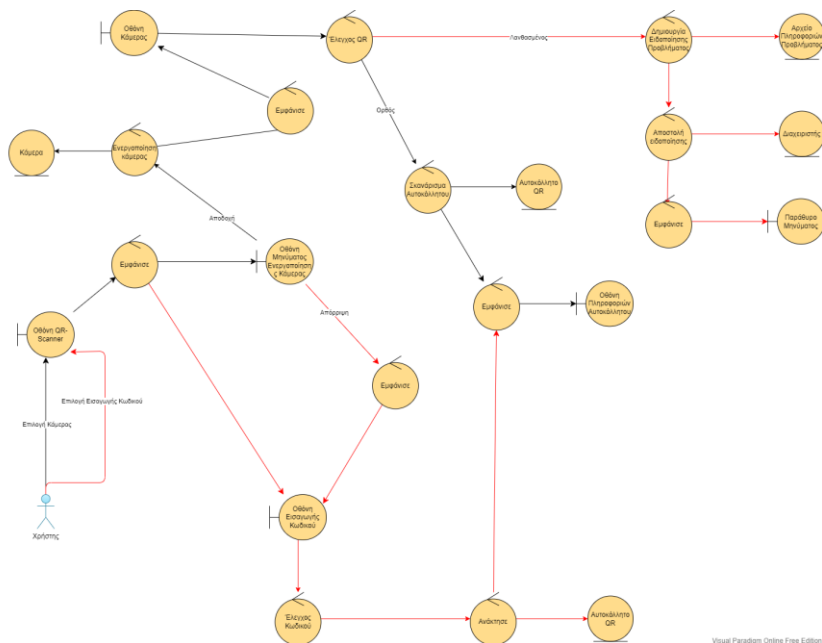 Οθόνη
Κάμερας
Έλεγχας QR
Λανθασμένος
Δημιουργία
Ειδοποίησης
Προβλήματος
Αρχείο
Πληροφοριών
Προβλήματος
Εμφάνισε
Ορθός
Κάμερα
Ενεργοποίηση
κάμερας
Αποστολή
ειδοποίησης
Διαχειριστής
Σκανάρισμα
Αυτοκόλλητου
Αυτοκόλλητο
QR
Αποδοχή
Εμφάνισε
Παράθυρο
Μηνύματος
Εμφάνισε
Οθόνη
Μηνύματος
Ενεργοποίηση
ς Κάμερας
Εμφάνισε
Οθόνη
Πληροφοριών
Αυτοκόλλητου
Απόρριψη
Οθόνη QR-
Scanner
Εμφάνισε
Επιλογή Εισαγωγής Κωδικού
Επιλογή Κάμερας
Οθόνη
Εισαγωγής
Κωδικού
Χρήστης
Έλεγχας
Κωδικού
Ανάκτησε
Αυτοκόλλητο
QR
Visual Paradigm Online Free Edition